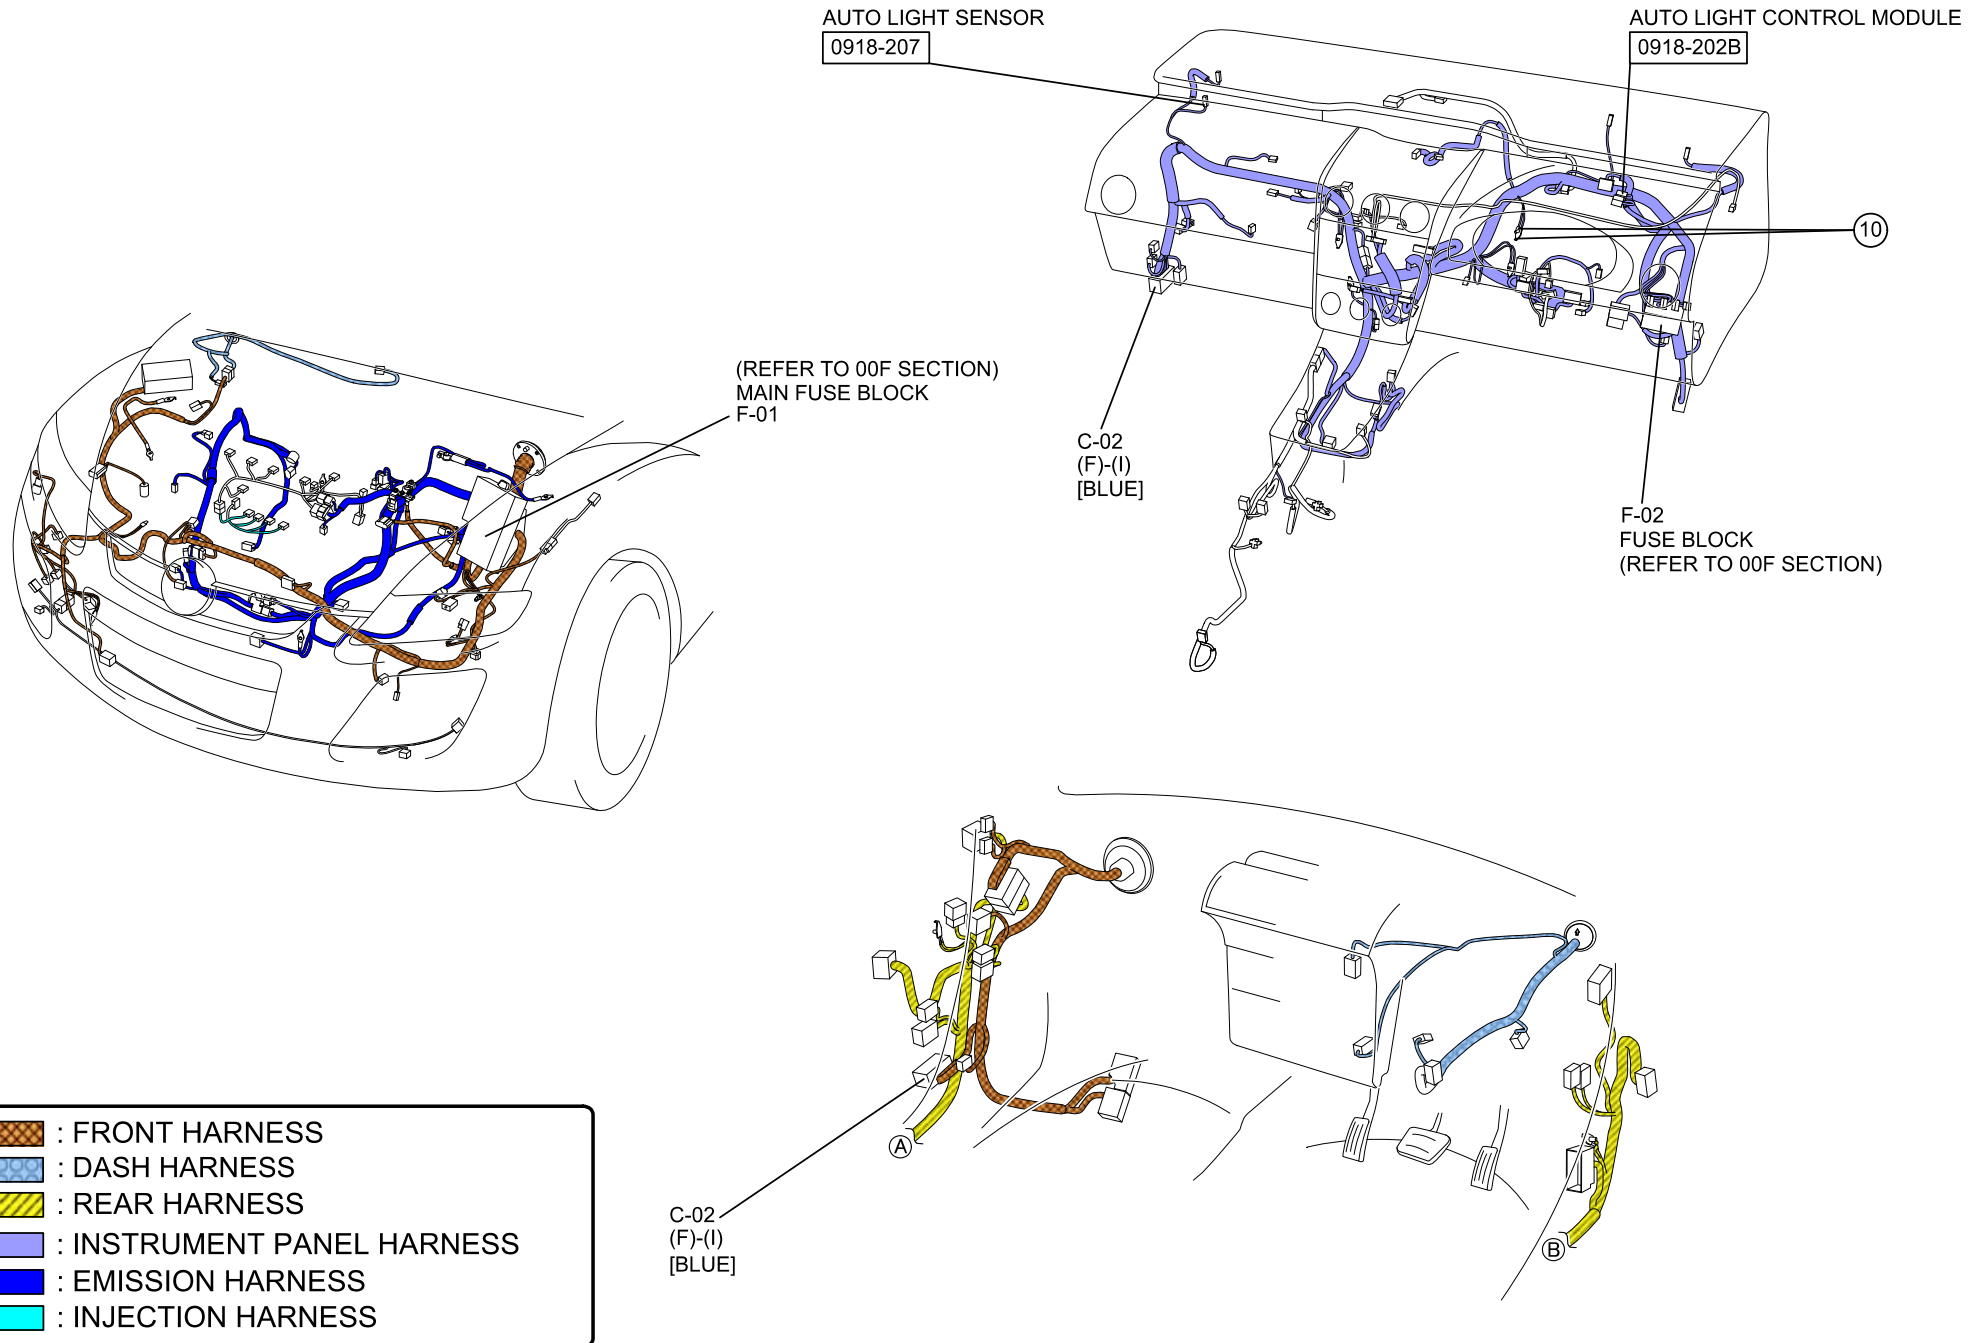 AUTO LIGHT SENSOR
0918-207
AUTO LIGHT CONTROL MODULE
0918-202B
10
(REFER TO 00F SECTION)
MAIN FUSE BLOCK
F-01
C-02
(F)-(I)
[BLUE]
F-02
FUSE BLOCK
(REFER TO 00F SECTION)
A
B
C-02
(F)-(I)
[BLUE]
: FRONT HARNESS
: DASH HARNESS
: REAR HARNESS
: INSTRUMENT PANEL HARNESS
: EMISSION HARNESS
: INJECTION HARNESS